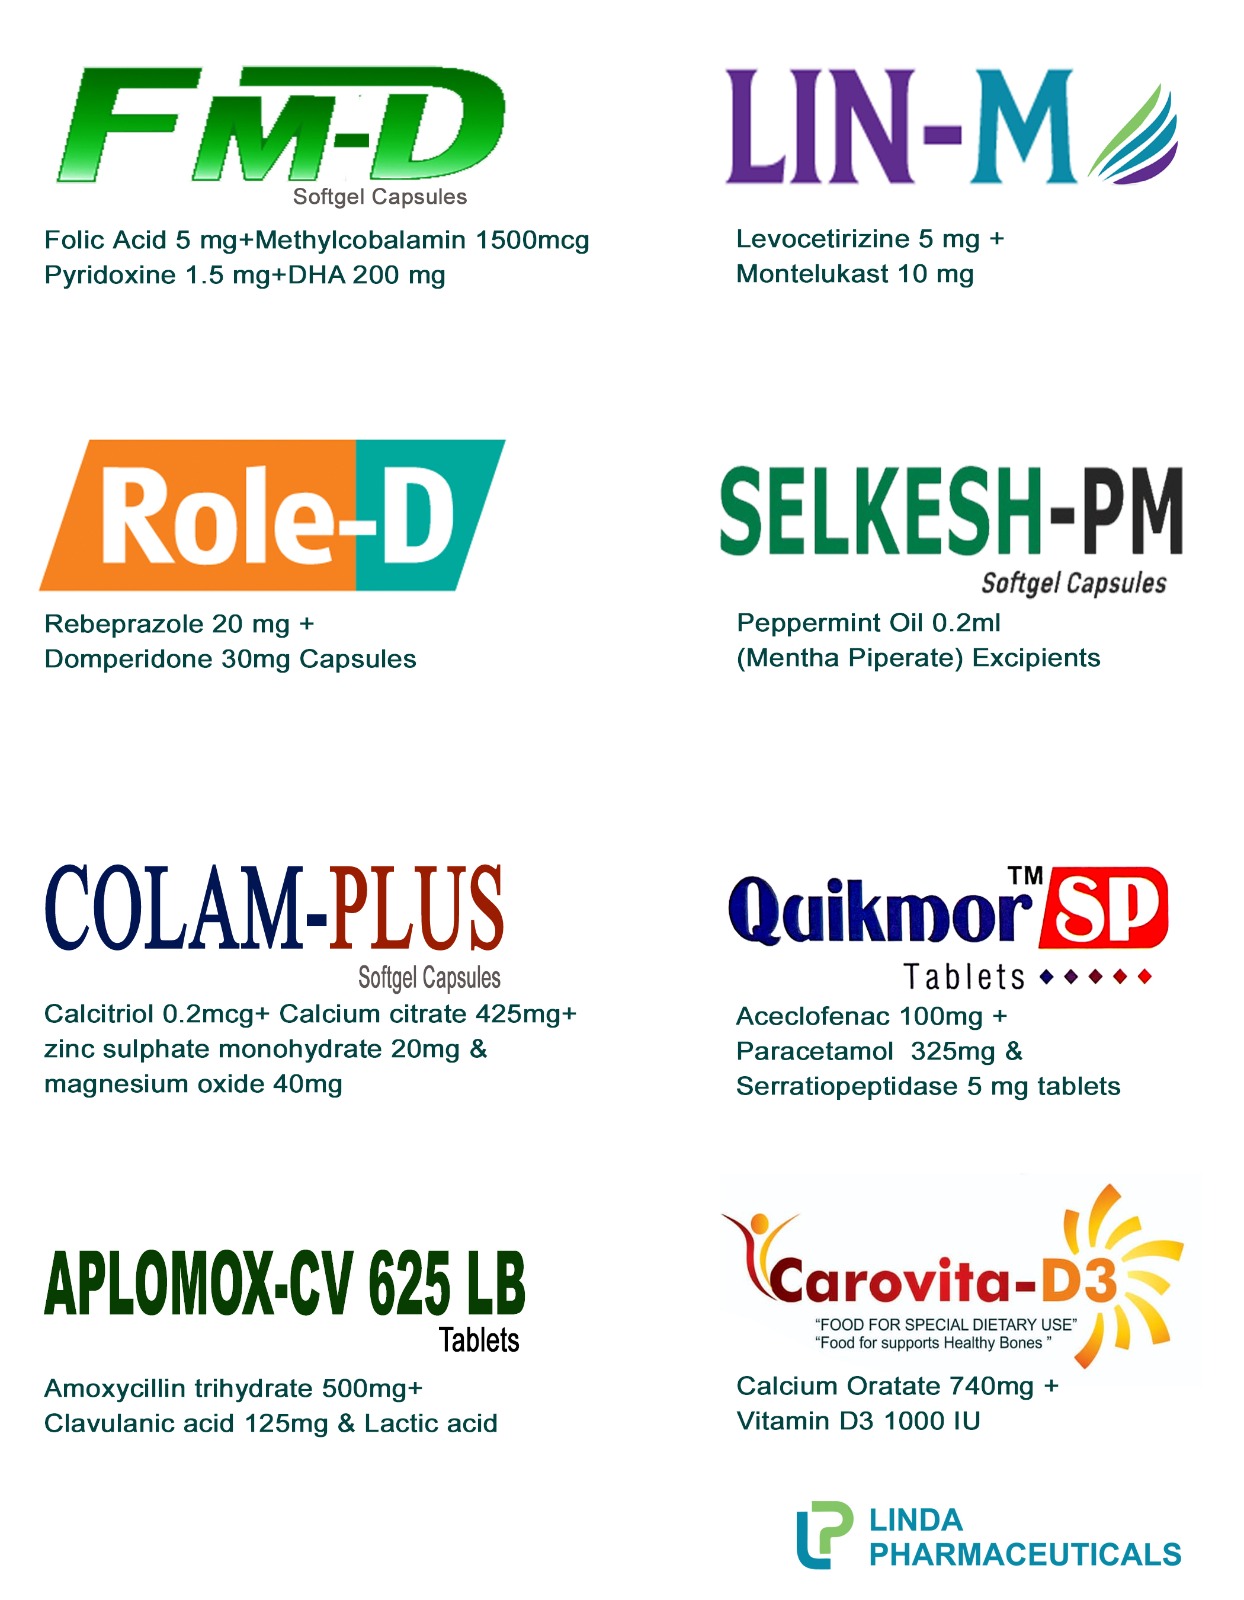 FM-D
Softgel Capsules
Folic Acid 5 mg+Methylcobalamin 1500mcg
Pyridoxine 1.5 mg+DHA 200 mg
LIN-M
Levocetirizine 5 mg +
Montelukast 10 mg
Role-D
Rebeprazole 20 mg +
Domperidone 30mg Capsules
SELKESH-PM
Softgel Capsules
Peppermint Oil 0.2ml
(Mentha Piperate) Excipients
COLAM-PLUS
Softgel Capsules
Calcitriol 0.2mcg+ Calcium citrate 425mg+
zinc sulphate monohydrate 20mg &
magnesium oxide 40mg
Quikmor™ SP
Tablets
Aceclofenac 100mg +
Paracetamol 325mg &
Serratiopeptidase 5 mg tablets
APLOMOX-CV 625 LB
Tablets
Amoxycillin trihydrate 500mg+
Clavulanic acid 125mg & Lactic acid
Carovita-D3
“FOOD FOR SPECIAL DIETARY USE”
“Food for supports Healthy Bones ”
Calcium Oratate 740mg +
Vitamin D3 1000 IU
LINDA
PHARMACEUTICALS